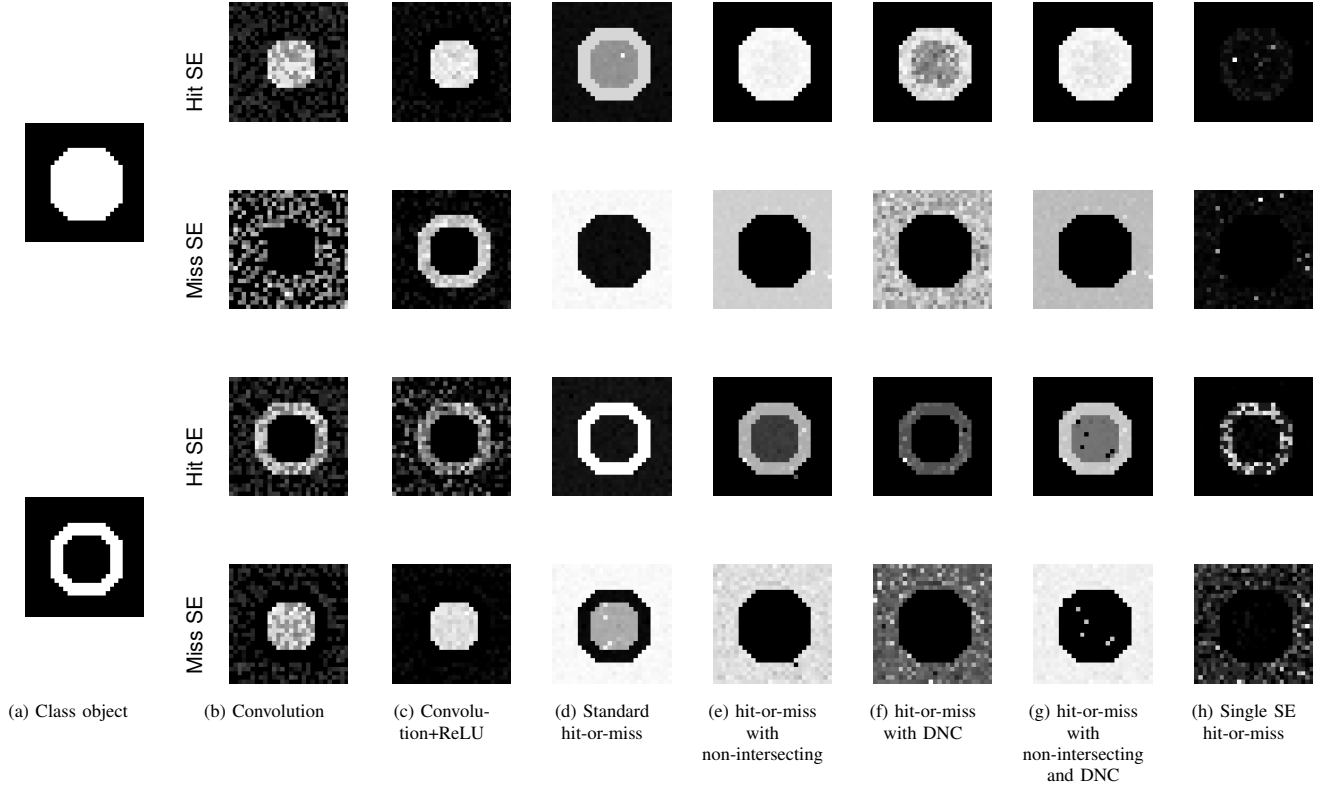 Hit SE
Miss SE
Hit SE
Miss SE
(a) Class object
(b) Convolution
(c) Convolu-
tion+ReLU
(d) Standard
hit-or-miss
(e) hit-or-miss
with
non-intersecting
(f) hit-or-miss
with DNC
(g) hit-or-miss
with
non-intersecting
and DNC
(h) Single SE
hit-or-miss